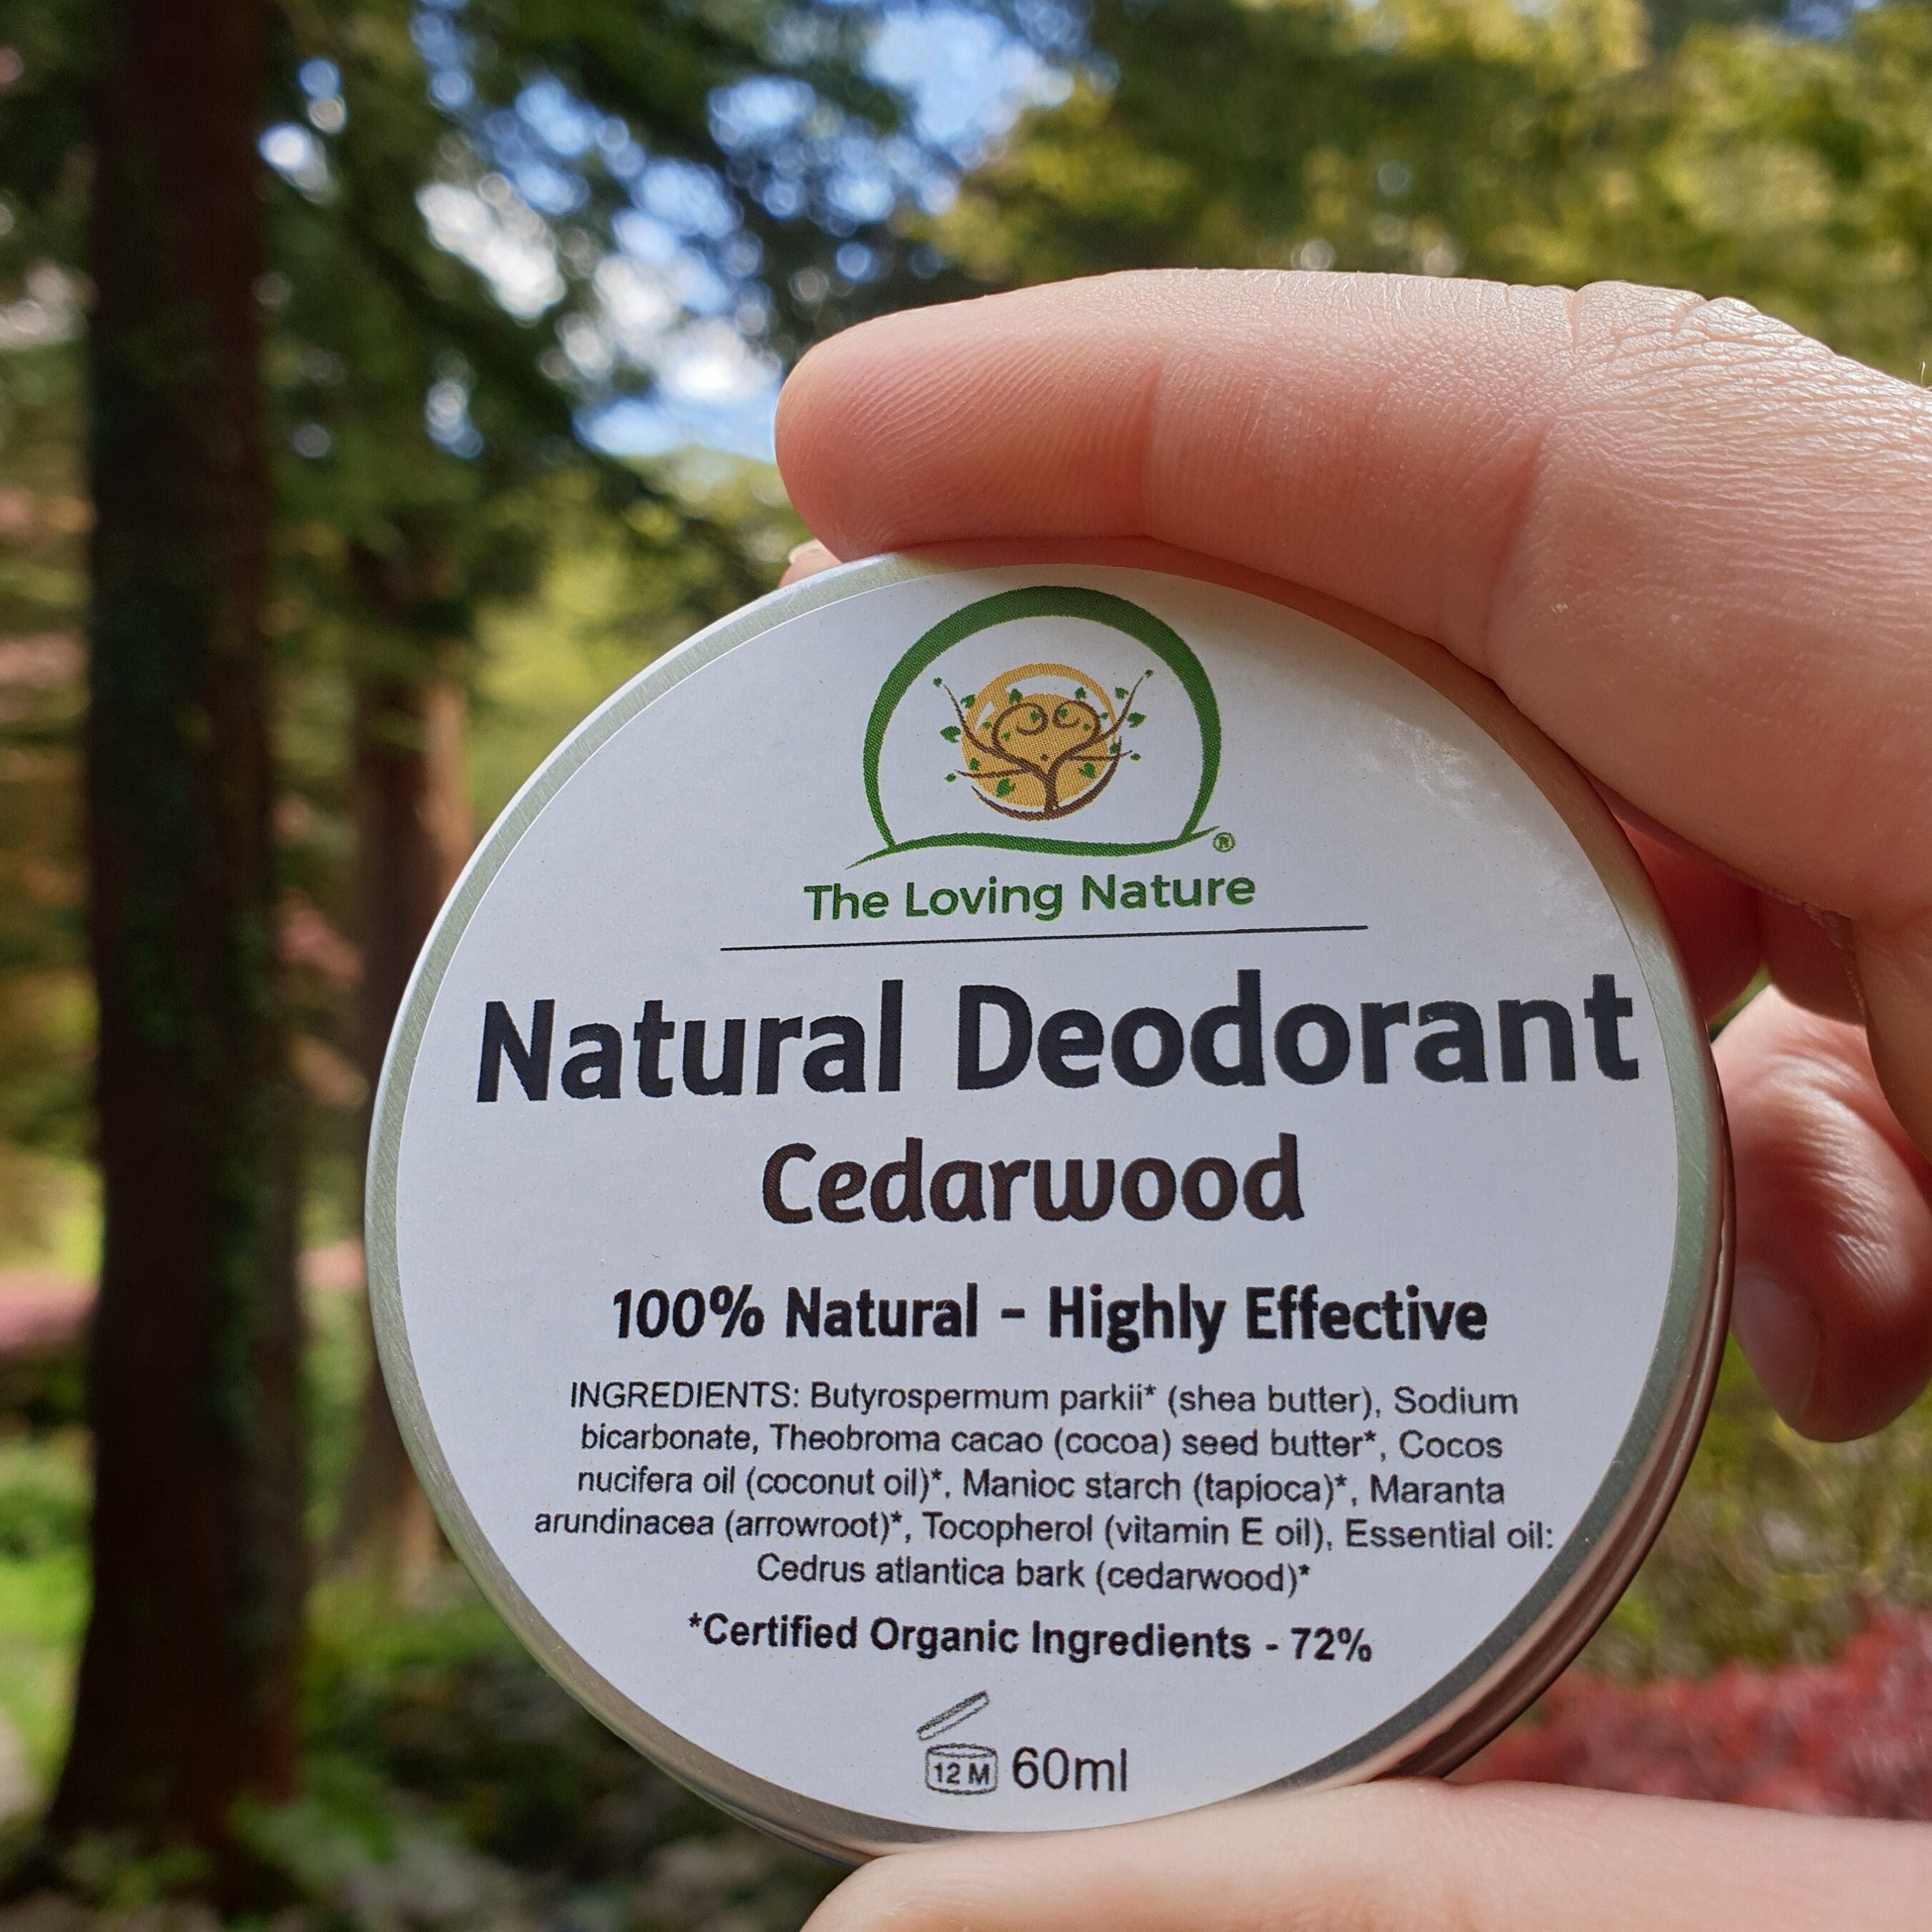 ®
The Loving Nature
Natural Deodorant
Cedarwood
100% Natural - Highly Effective
INGREDIENTS: Butyrospermum parkii* (shea butter), Sodium
bicarbonate, Theobroma cacao (cocoa) seed butter*, Cocos
nucifera oil (coconut oil)*, Manioc starch (tapioca)*, Maranta
arundinacea (arrowroot)*, Tocopherol (vitamin E oil), Essential oil:
Cedrus atlantica bark (cedarwood)*
*Certified Organic Ingredients - 72%
12 M 60ml